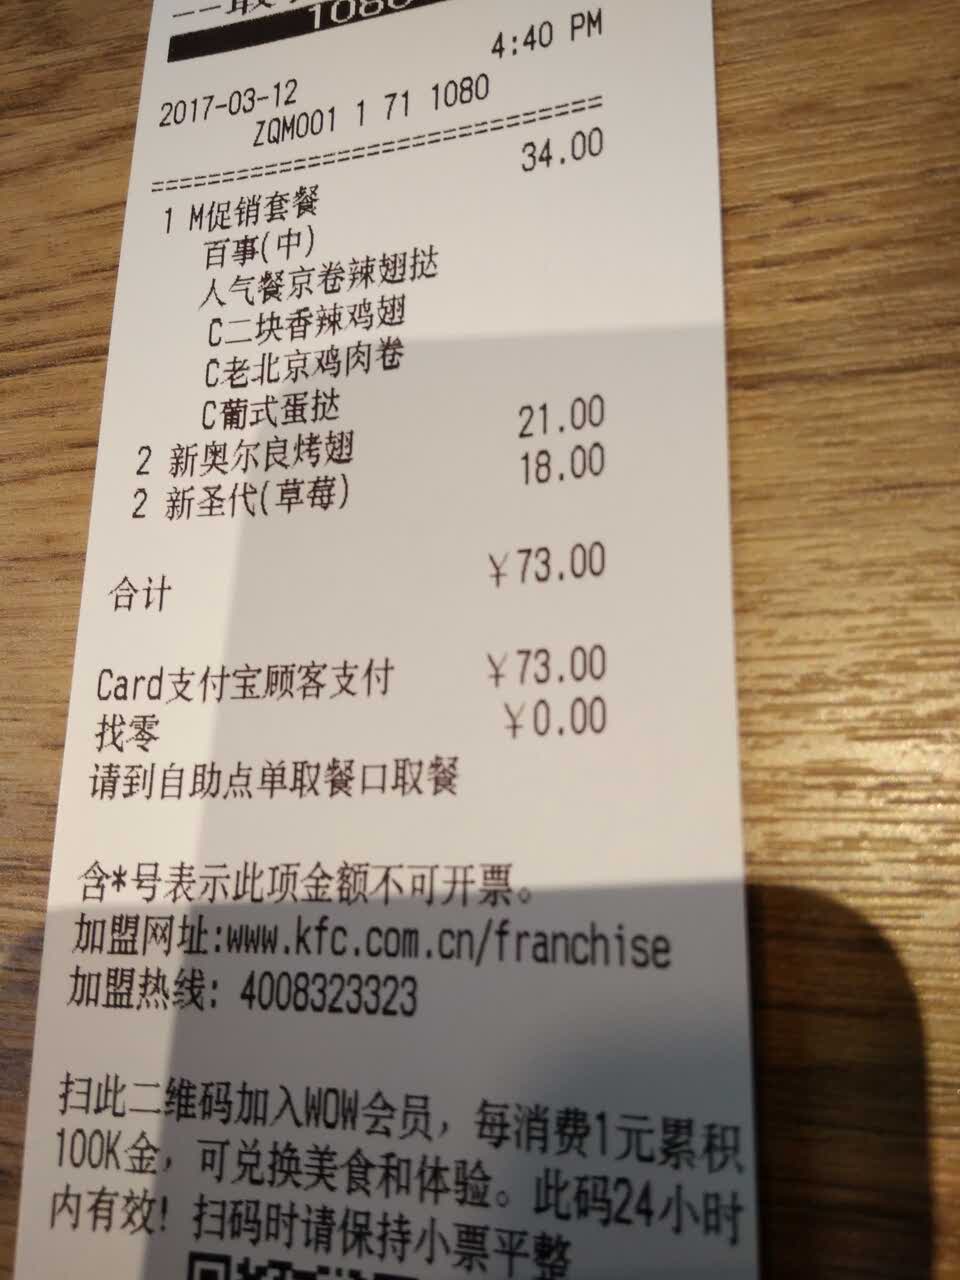 1080
4:40 PM
2017-03-12
ZQM001 1 71 1080
==============================
1 M促销套餐 34.00
百事(中)
人气餐京卷辣翅挞
C二块香辣鸡翅
C老北京鸡肉卷
C葡式蛋挞
2 新奥尔良烤翅 21.00
2 新圣代(草莓) 18.00
合计 ¥73.00
Card支付宝顾客支付 ¥73.00
找零 ¥0.00
请到自助点单取餐口取餐
含*号表示此项金额不可开票。
加盟网址:www.kfc.com.cn/franchise
加盟热线: 4008323323
扫此二维码加入WOW会员，每消费1元累积
100K金，可兑换美食和体验。此码24小时
内有效！扫码时请保持小票平整